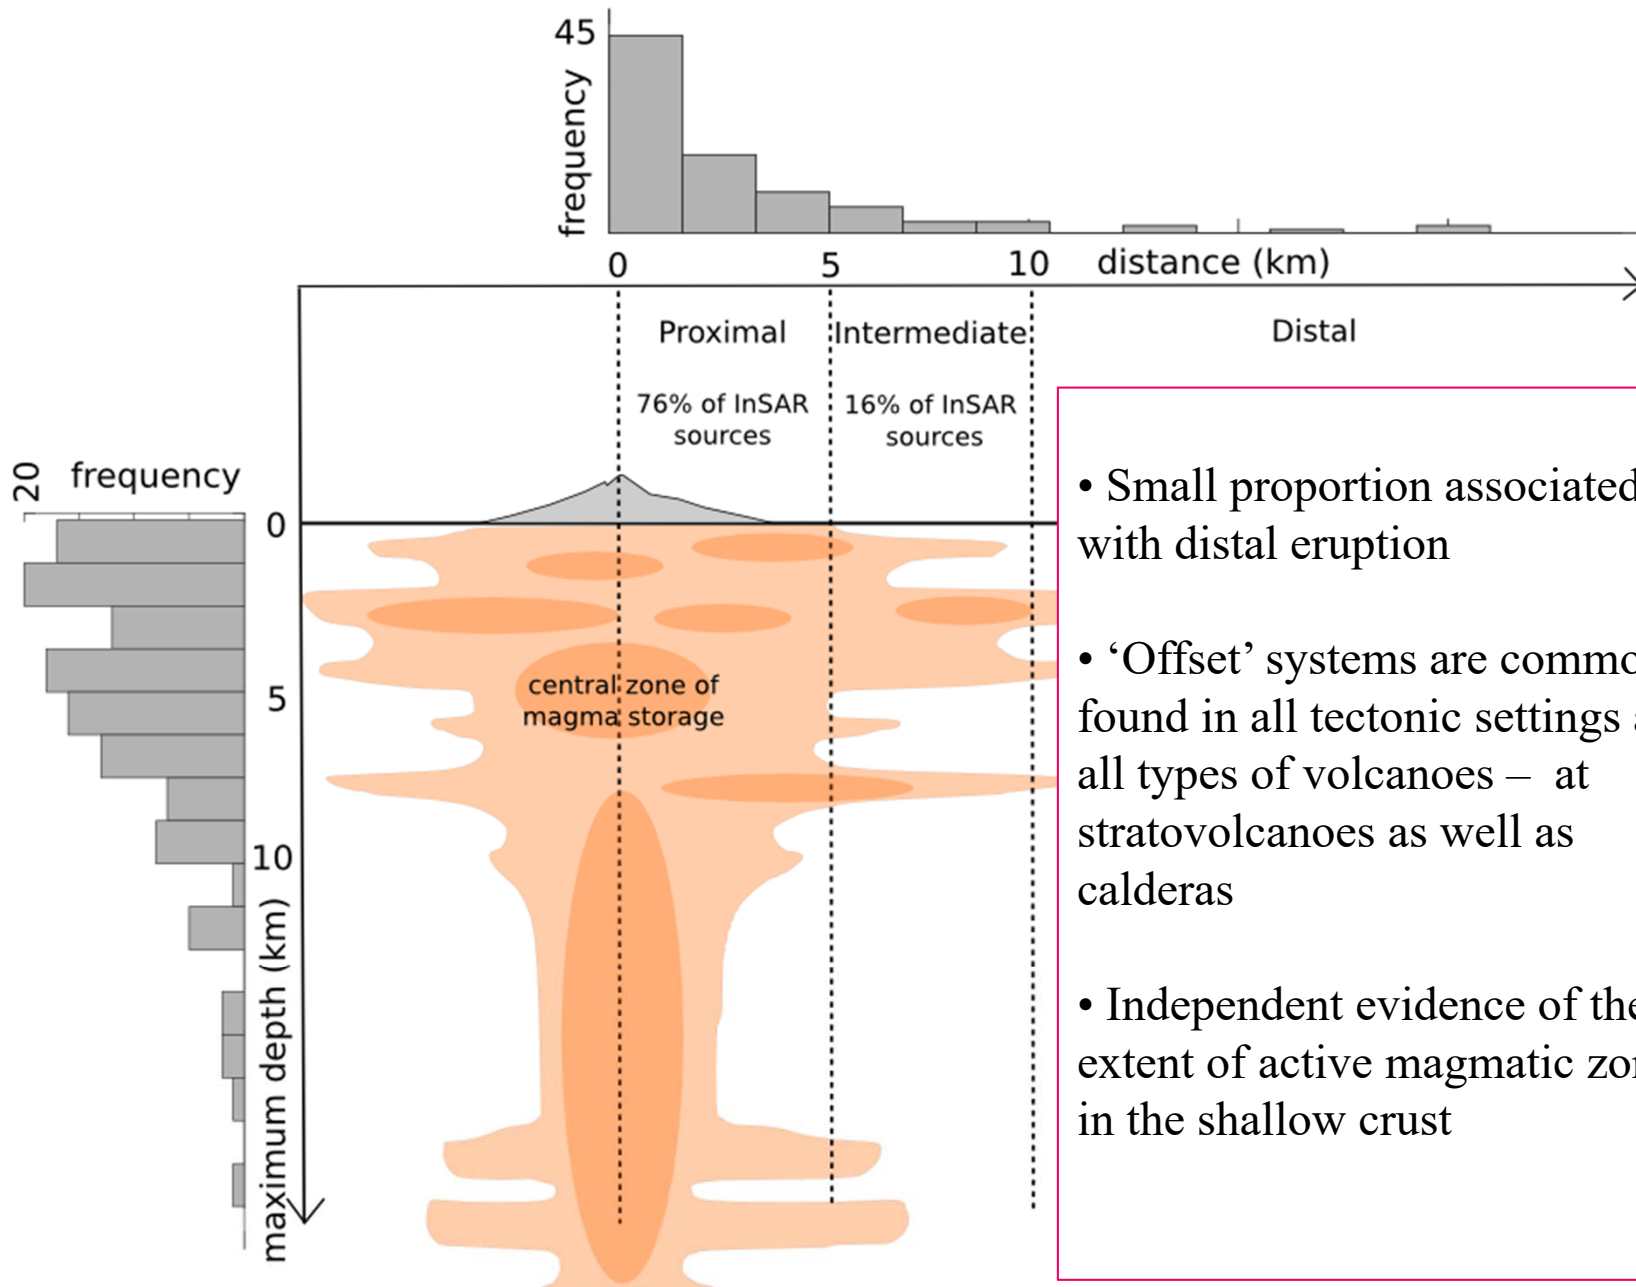 45
frequency
0 5 10 distance (km)
Proximal Intermediate Distal
76% of InSAR
sources
16% of InSAR
sources
20 frequency
0
5
10
maximum depth (km)
central zone of
magma storage
• Small proportion associated
with distal eruption
• ‘Offset’ systems are
found in all tectonic settings
all types of volcanoes – at
stratovolcanoes as well as
calderas
• Independent evidence of the
extent of active magmatic
in the shallow crust